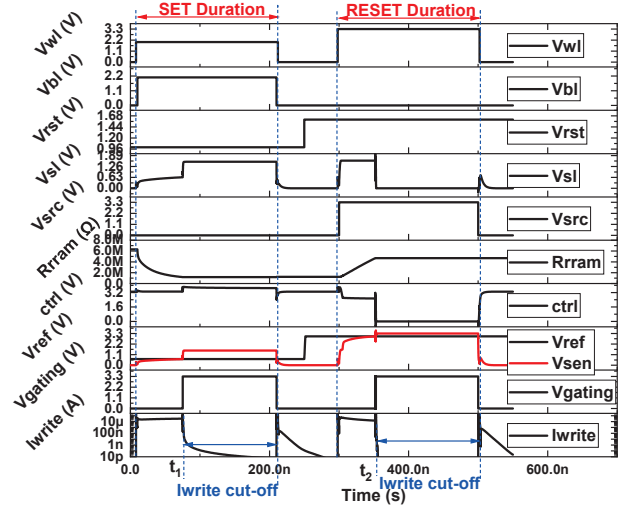 SET Duration RESET Duration
Vwl (V) 3.3 2.2 1.1 0.0 Vwl
Vbl (V) 2.2 1.1 0.0 Vbl
Vrst (V) 1.68 1.44 1.20 0.96 Vrst
Vsl (V) 1.89 1.26 0.63 0.00 Vsl
Vsrc (V) 3.3 2.2 1.1 0.0 Vsrc
Rrram (Ω) 8.0M 6.0M 4.0M 2.0M 0.0 Rrram
ctrl (V) 3.2 1.6 0.0 ctrl
Vref (V) 3.3 2.2 1.1 0.0 Vref
Vsen
Vgating (V) 3.3 2.2 1.1 0.0 Vgating
Iwrite (A) 10μ 100n 1n 10p Iwrite
0.0 t1 200.0n t2 400.0n 600.0n
Iwrite cut-off Time (s) Iwrite cut-off